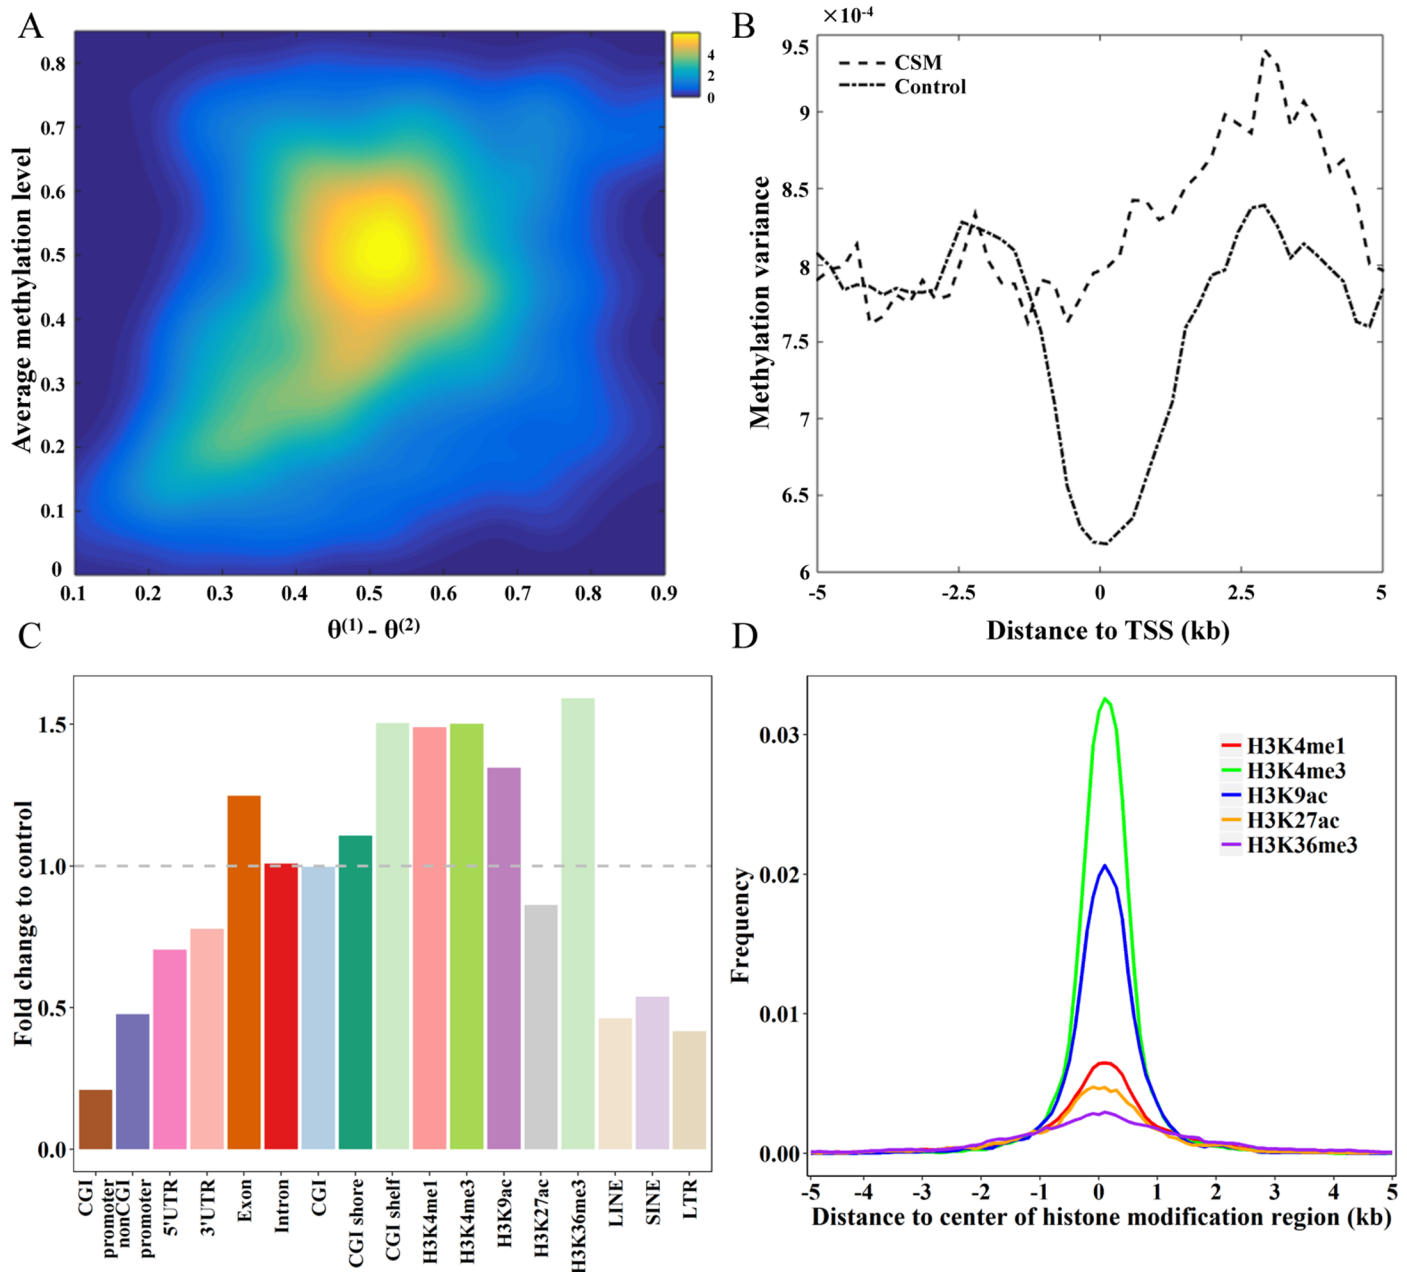 A
0.8
0.7
0.6
0.5
0.4
0.3
0.2
0.1
0
Average methylation level
0.1 0.2 0.3 0.4 0.5 0.6 0.7 0.8 0.9
θ(1) - θ(2)
4
2
0
B
×10-4
9.5
9
8.5
8
7.5
7
6.5
6
Methylation variance
CSM
Control
-5 -2.5 0 2.5 5
Distance to TSS (kb)
C
1.5
1.0
0.5
0.0
Fold change to control
CGI
promoter
nonCGI
promoter
5'UTR
3'UTR
Exon
Intron
CGI
CGI shore
CGI shelf
H3K4me1
H3K4me3
H3K9ac
H3K27ac
H3K36me3
LINE
SINE
LTR
D
0.03
0.02
0.01
0.00
Frequency
H3K4me1
H3K4me3
H3K9ac
H3K27ac
H3K36me3
-5 -4 -3 -2 -1 0 1 2 3 4 5
Distance to center of histone modification region (kb)